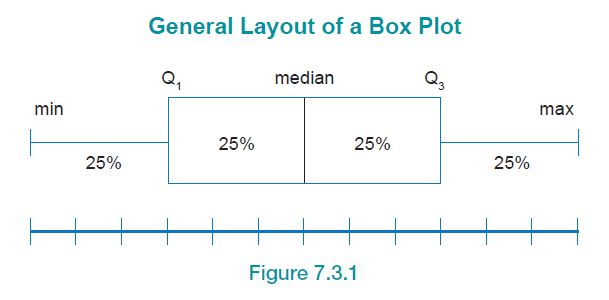 General Layout of a Box Plot
Q1 median Q3
min max
25% 25%
25% 25%
Figure 7.3.1